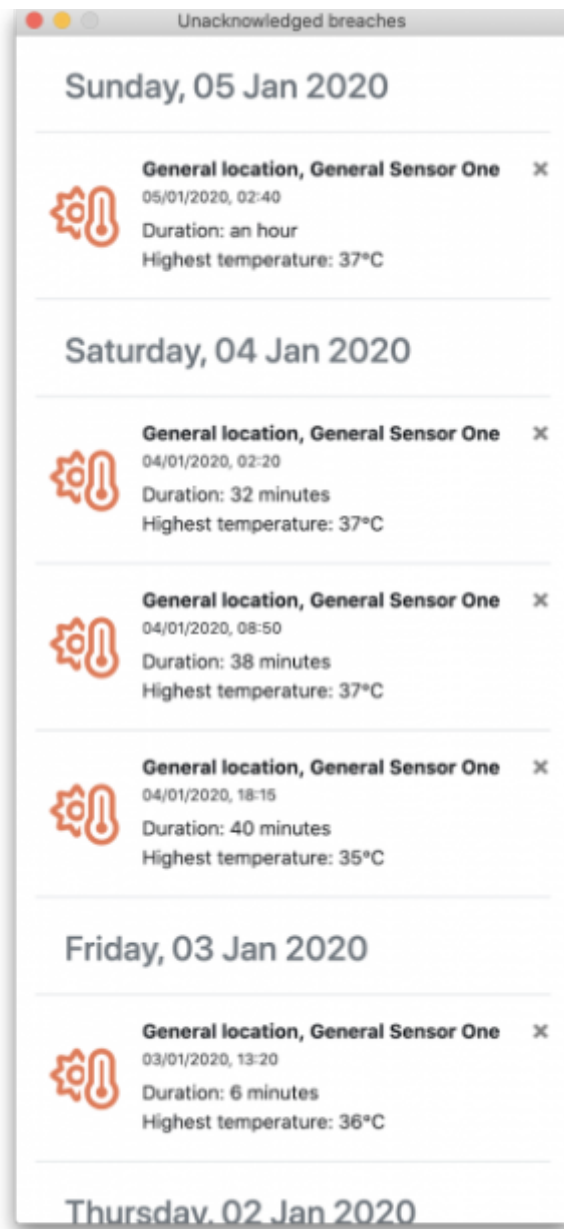 Unacknowledged breaches
Sunday, 05 Jan 2020
General location, General Sensor One
05/01/2020, 02:40
Duration: an hour
Highest temperature: 37°C
Saturday, 04 Jan 2020
General location, General Sensor One
04/01/2020, 02:20
Duration: 32 minutes
Highest temperature: 37°C
General location, General Sensor One
04/01/2020, 08:50
Duration: 38 minutes
Highest temperature: 37°C
General location, General Sensor One
04/01/2020, 18:15
Duration: 40 minutes
Highest temperature: 35°C
Friday, 03 Jan 2020
General location, General Sensor One
03/01/2020, 13:20
Duration: 6 minutes
Highest temperature: 36°C
Thursday, 02 Jan 2020